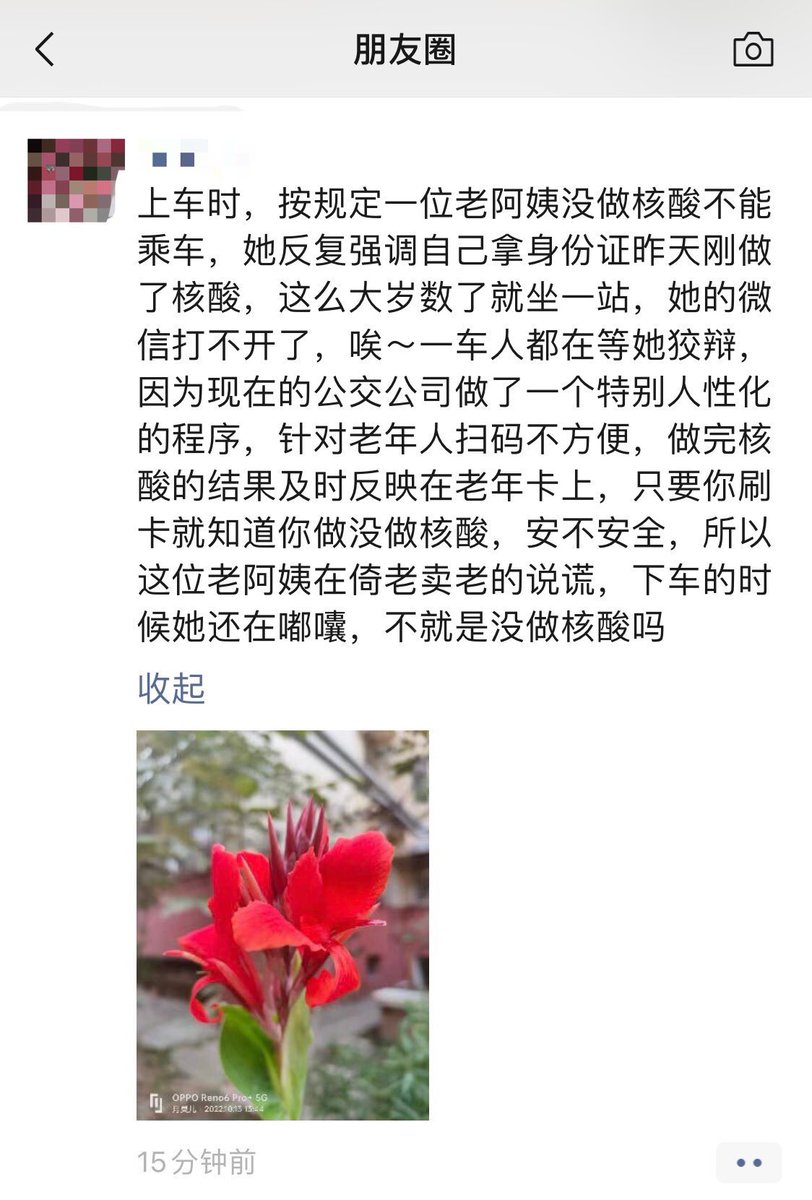 朋友圈
上车时，按规定一位老阿姨没做核酸不能
乘车，她反复强调自己拿身份证昨天刚做
了核酸，这么大岁数了就坐一站，她的微
信打不开了，唉～一车人都在等她狡辩，
因为现在的公交公司做了一个特别人性化
的程序，针对老年人扫码不方便，做完核
酸的结果及时反映在老年卡上，只要你刷
卡就知道你做没做核酸，安不安全，所以
这位老阿姨在倚老卖老的说谎，下车的时
候她还在嘟囔，不就是没做核酸吗
收起
OPPO Reno6 Pro+ 5G
2022.10.13 13:44
15分钟前